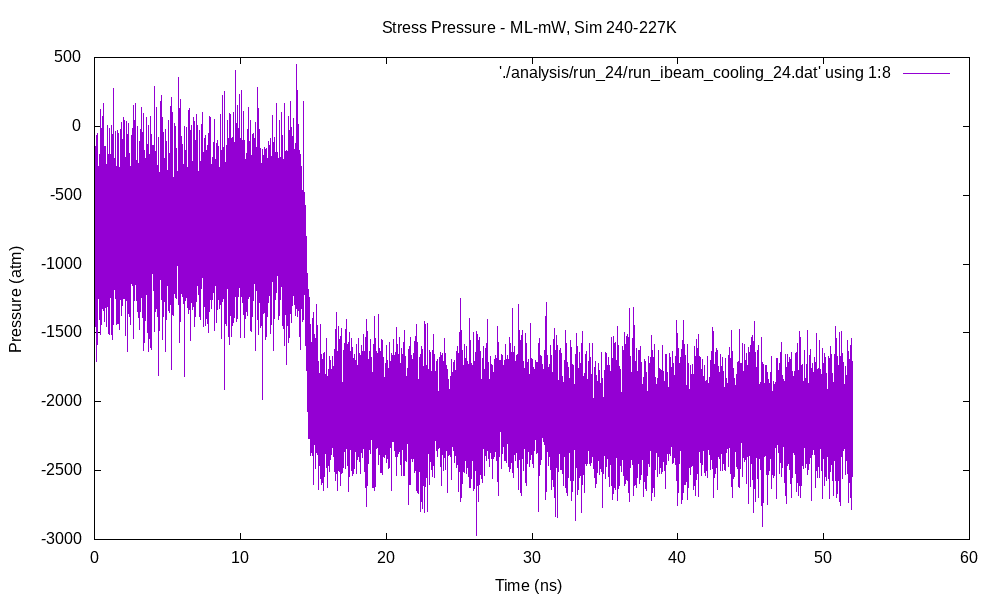 Stress Pressure - ML-mW, Sim 240-227K
'./analysis/run_24/run_ibeam_cooling_24.dat' using 1:8
500
0
-500
-1000
-1500
-2000
-2500
-3000
Pressure (atm)
0 10 20 30 40 50 60
Time (ns)